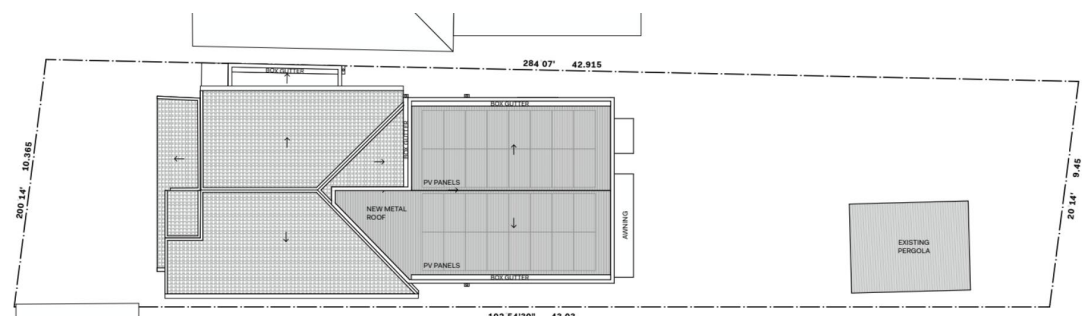 284 07' 42.915
BOX GUTTER
BOX GUTTER
BOX GUTTER
200 14' 10.365
20 14' 9.45
PV PANELS
NEW METAL
ROOF
AWNING
EXISTING
PERGOLA
PV PANELS
BOX GUTTER